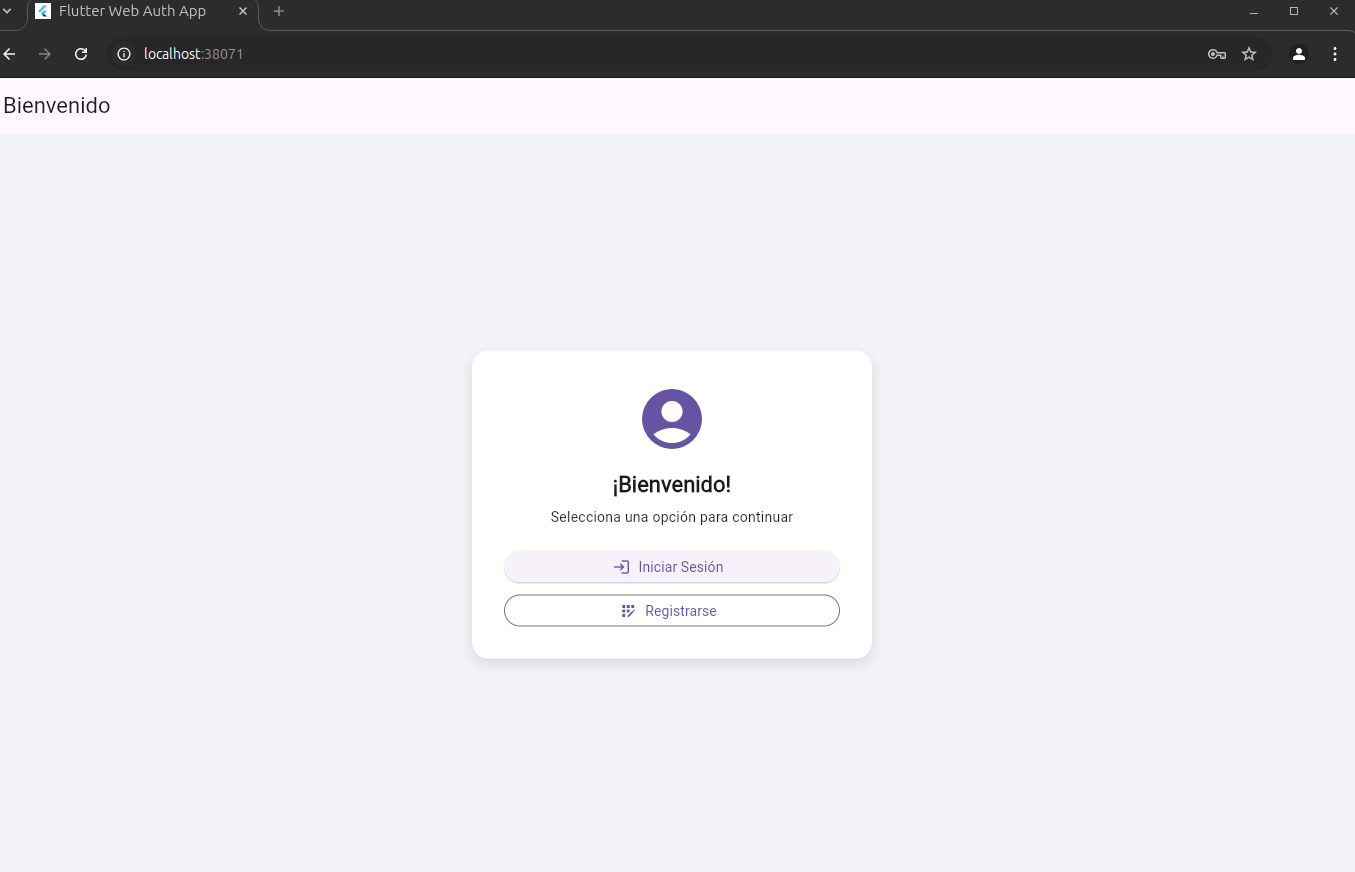 Flutter Web Auth App
localhost:38071
Bienvenido
¡Bienvenido!
Selecciona una opción para continuar
Iniciar Sesión
Registrarse